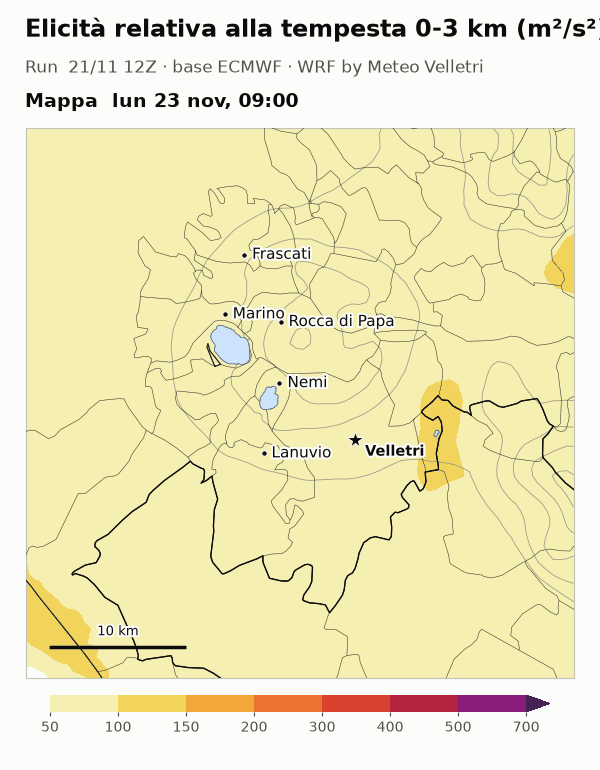 Elicità relativa alla tempesta 0-3 km (m²/s²)
Run 21/11 12Z · base ECMWF · WRF by Meteo Velletri
Mappa lun 23 nov, 09:00
Frascati
Marino
Rocca di Papa
Nemi
Lanuvio
Velletri
10 km
50 100 150 200 300 400 500 700